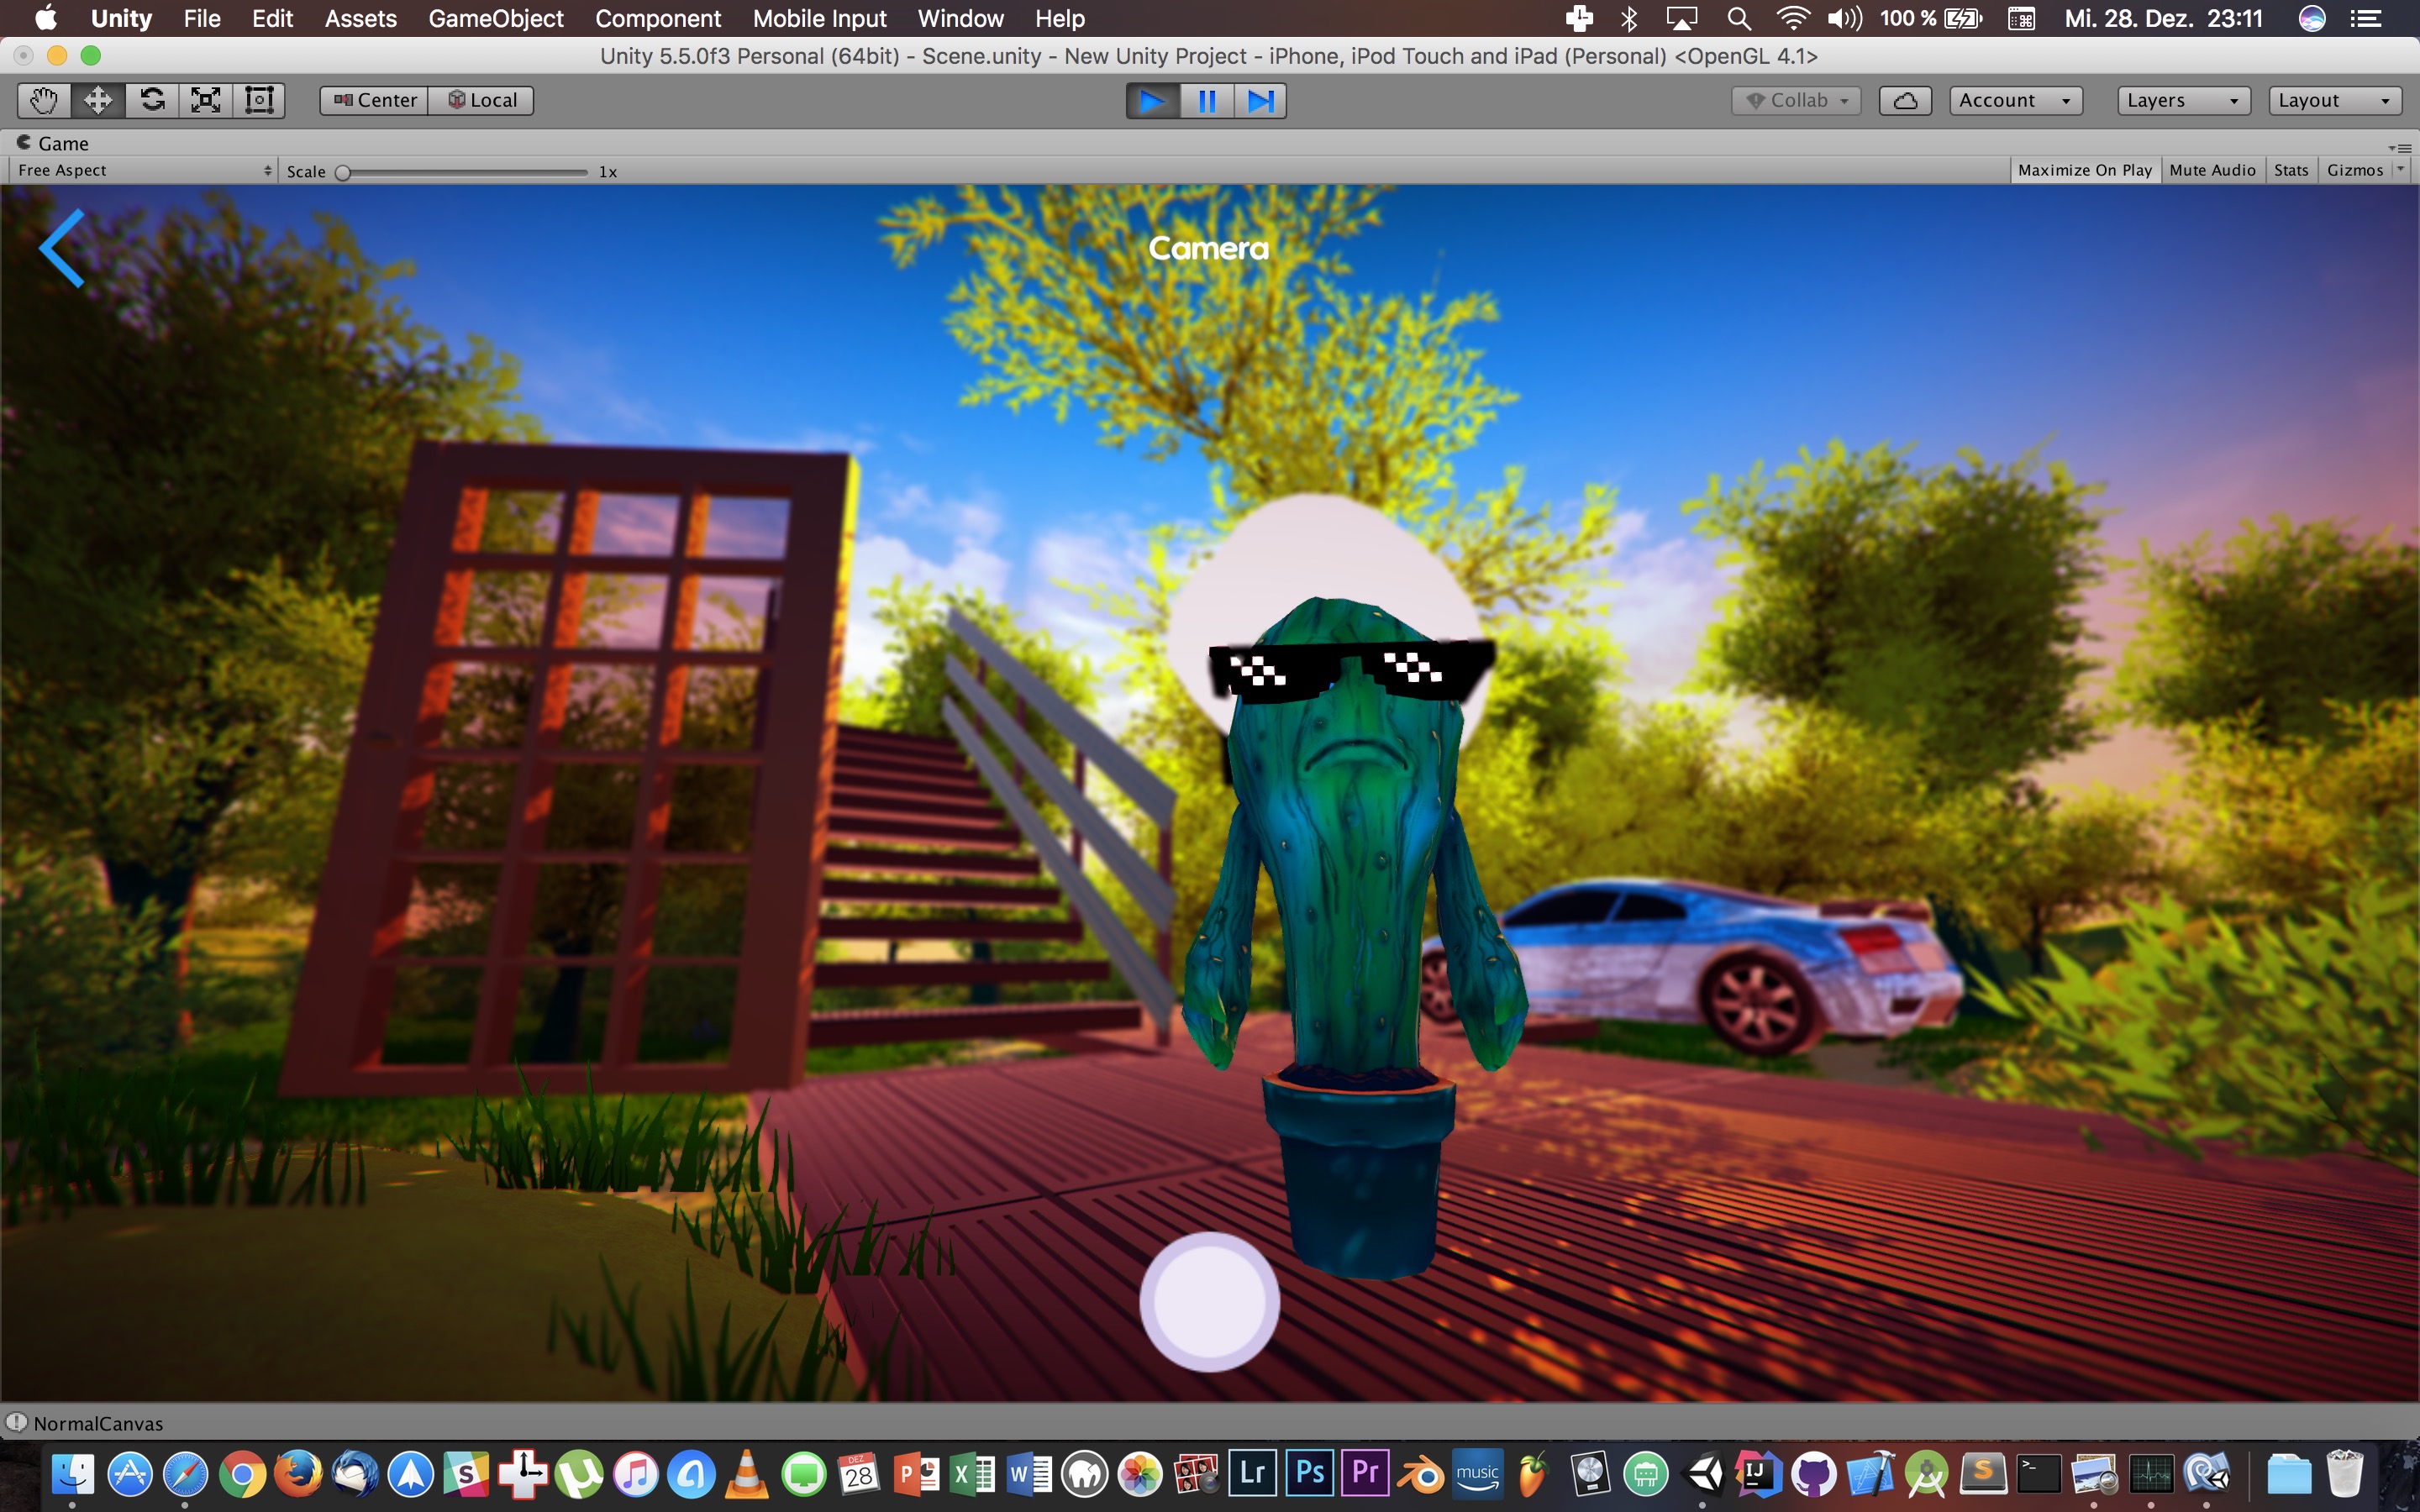 Unity File Edit Assets GameObject Component Mobile Input Window Help 100 % Mi. 28. Dez. 23:11
Unity 5.5.0f3 Personal (64bit) - Scene.unity - New Unity Project - iPhone, iPod Touch and iPad (Personal) <OpenGL 4.1>
Center Local Collab Account Layers Layout
Game
Free Aspect Scale 1x Maximize On Play Mute Audio Stats Gizmos
Camera
NormalCanvas
S DEZ 28 P X W Lr Ps Pr music IJ S >_